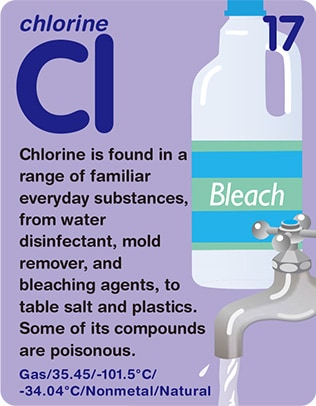 chlorine
17
Cl
Chlorine is found in a
range of familiar
everyday substances,
from water
disinfectant, mold
remover, and
bleaching agents, to
table salt and plastics.
Some of its compounds
are poisonous.
Bleach
Gas/35.45/-101.5°C/
-34.04°C/Nonmetal/Natural